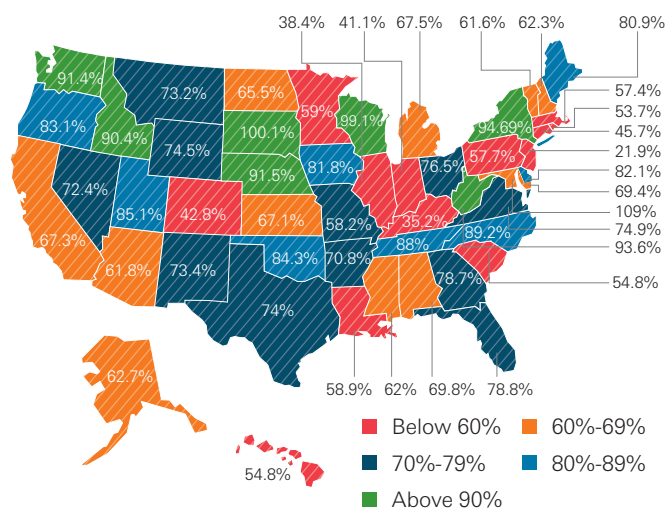 38.4% 41.1% 67.5% 61.6% 62.3% 80.9%
91.4% 73.2% 65.5% 59% 99.1% 94.69% 57.4%
83.1% 90.4% 74.5% 100.1% 53.7%
45.7%
72.4% 85.1% 42.8% 91.5% 81.8% 76.5% 57.7% 21.9%
82.1%
67.3% 61.8% 73.4% 67.1% 58.2% 35.2% 69.4%
109%
84.3% 70.8% 88% 89.2% 74.9%
93.6%
74% 78.7% 54.8%
62.7% 58.9% 62% 69.8% 78.8%
54.8%
Below 60% 60%-69%
70%-79% 80%-89%
Above 90%